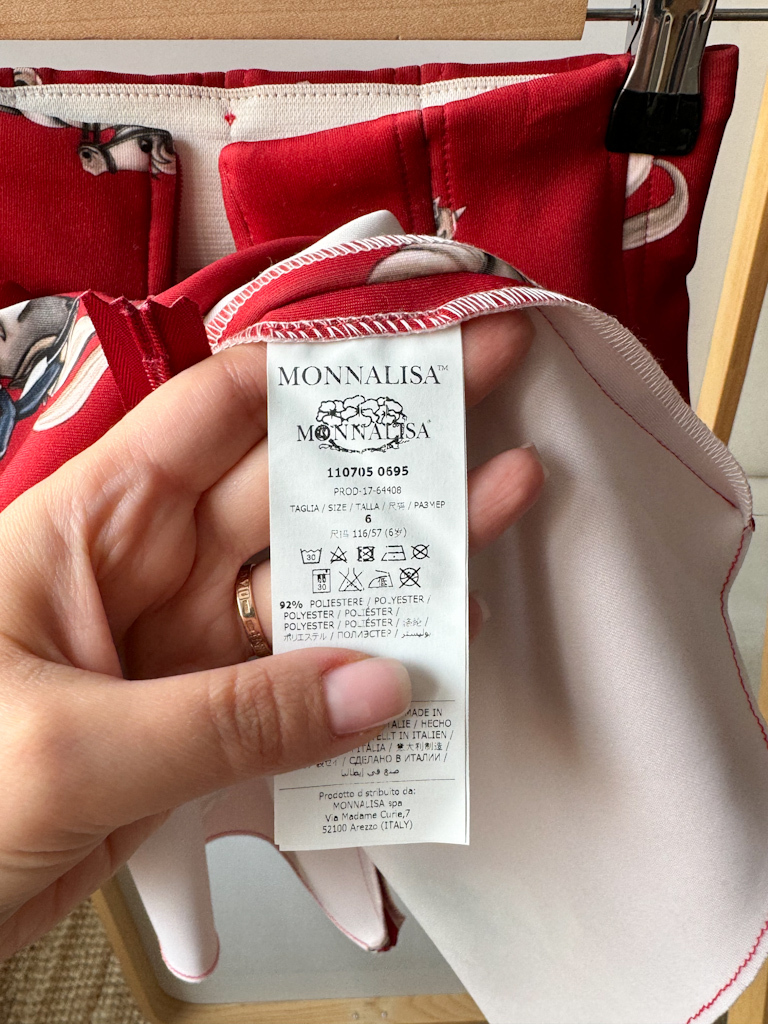 MONNALISA™
MONNALISA®
110705 0695
PROD-17-64408
TAGLIA / SIZE / TALLA / 尺码 / РАЗМЕР
6
尺码 116/57 (6岁)
30
30
92% POLIESTERE / POLYESTER /
POLYESTER / POLIÉSTER /
POLYESTER / POLIÉSTER / 涤纶 /
ポリエステル / ПОЛИЭСТЕР / بوليستر
MADE IN
/ HECHO
IN ITALIEN /
ITÁLIA / 意大利制造 /
/ СДЕЛАНО В ИТАЛИИ /
صنع في إيطاليا
Prodotto distribuito da:
MONNALISA spa
Via Madame Curie,7
52100 Arezzo (ITALY)